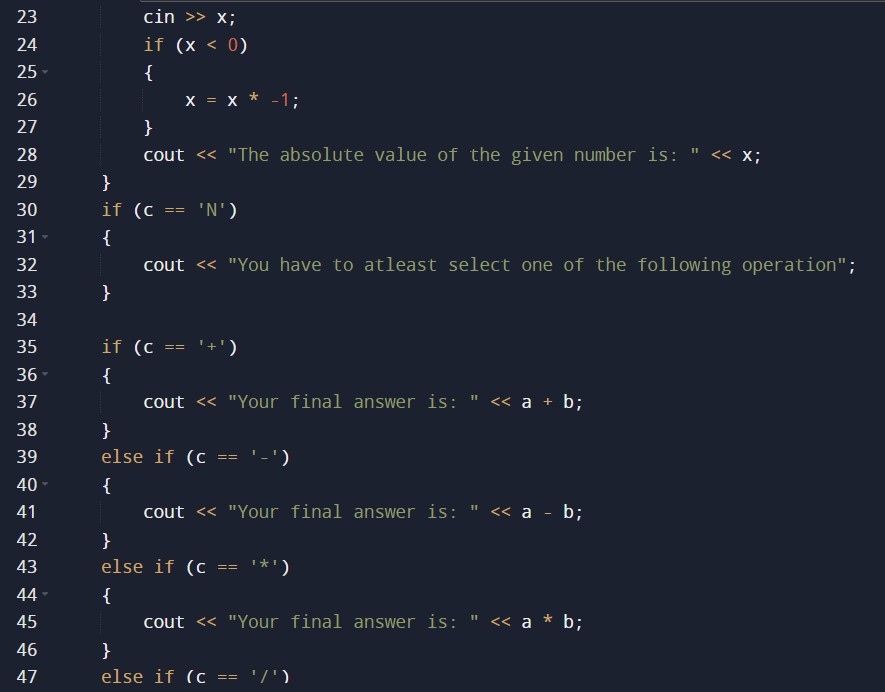 23 cin >> x;
24 if (x < 0)
25 {
26 x = x * -1;
27 }
28 cout << "The absolute value of the given number is: " << x;
29 }
30 if (c == 'N')
31 {
32 cout << "You have to atleast select one of the following operation";
33 }
34
35 if (c == '+')
36 {
37 cout << "Your final answer is: " << a + b;
38 }
39 else if (c == '-')
40 {
41 cout << "Your final answer is: " << a - b;
42 }
43 else if (c == '*')
44 {
45 cout << "Your final answer is: " << a * b;
46 }
47 else if (c == '/')